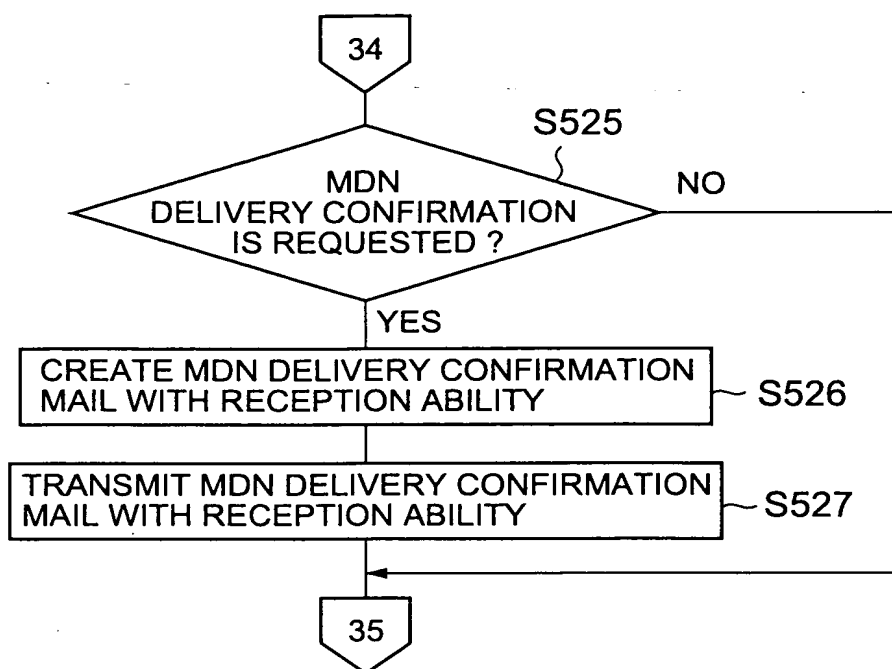 34
S525
MDN
DELIVERY CONFIRMATION
IS REQUESTED ?
NO
YES
CREATE MDN DELIVERY CONFIRMATION
MAIL WITH RECEPTION ABILITY
S526
TRANSMIT MDN DELIVERY CONFIRMATION
MAIL WITH RECEPTION ABILITY
S527
35